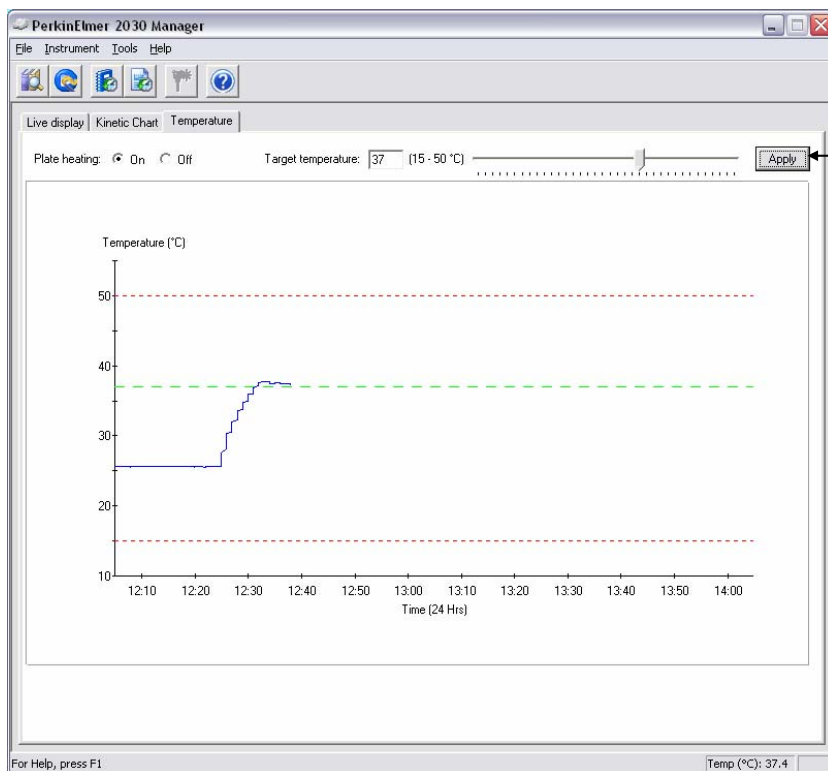 PerkinElmer 2030 Manager
File Instrument Tools Help
Live display Kinetic Chart Temperature
Plate heating: On Off Target temperature: 37 (15 - 50 °C) Apply
Temperature (°C)
50
40
30
20
10
12:10 12:20 12:30 12:40 12:50 13:00 13:10 13:20 13:30 13:40 13:50 14:00
Time (24 Hrs)
For Help, press F1 Temp (°C): 37.4